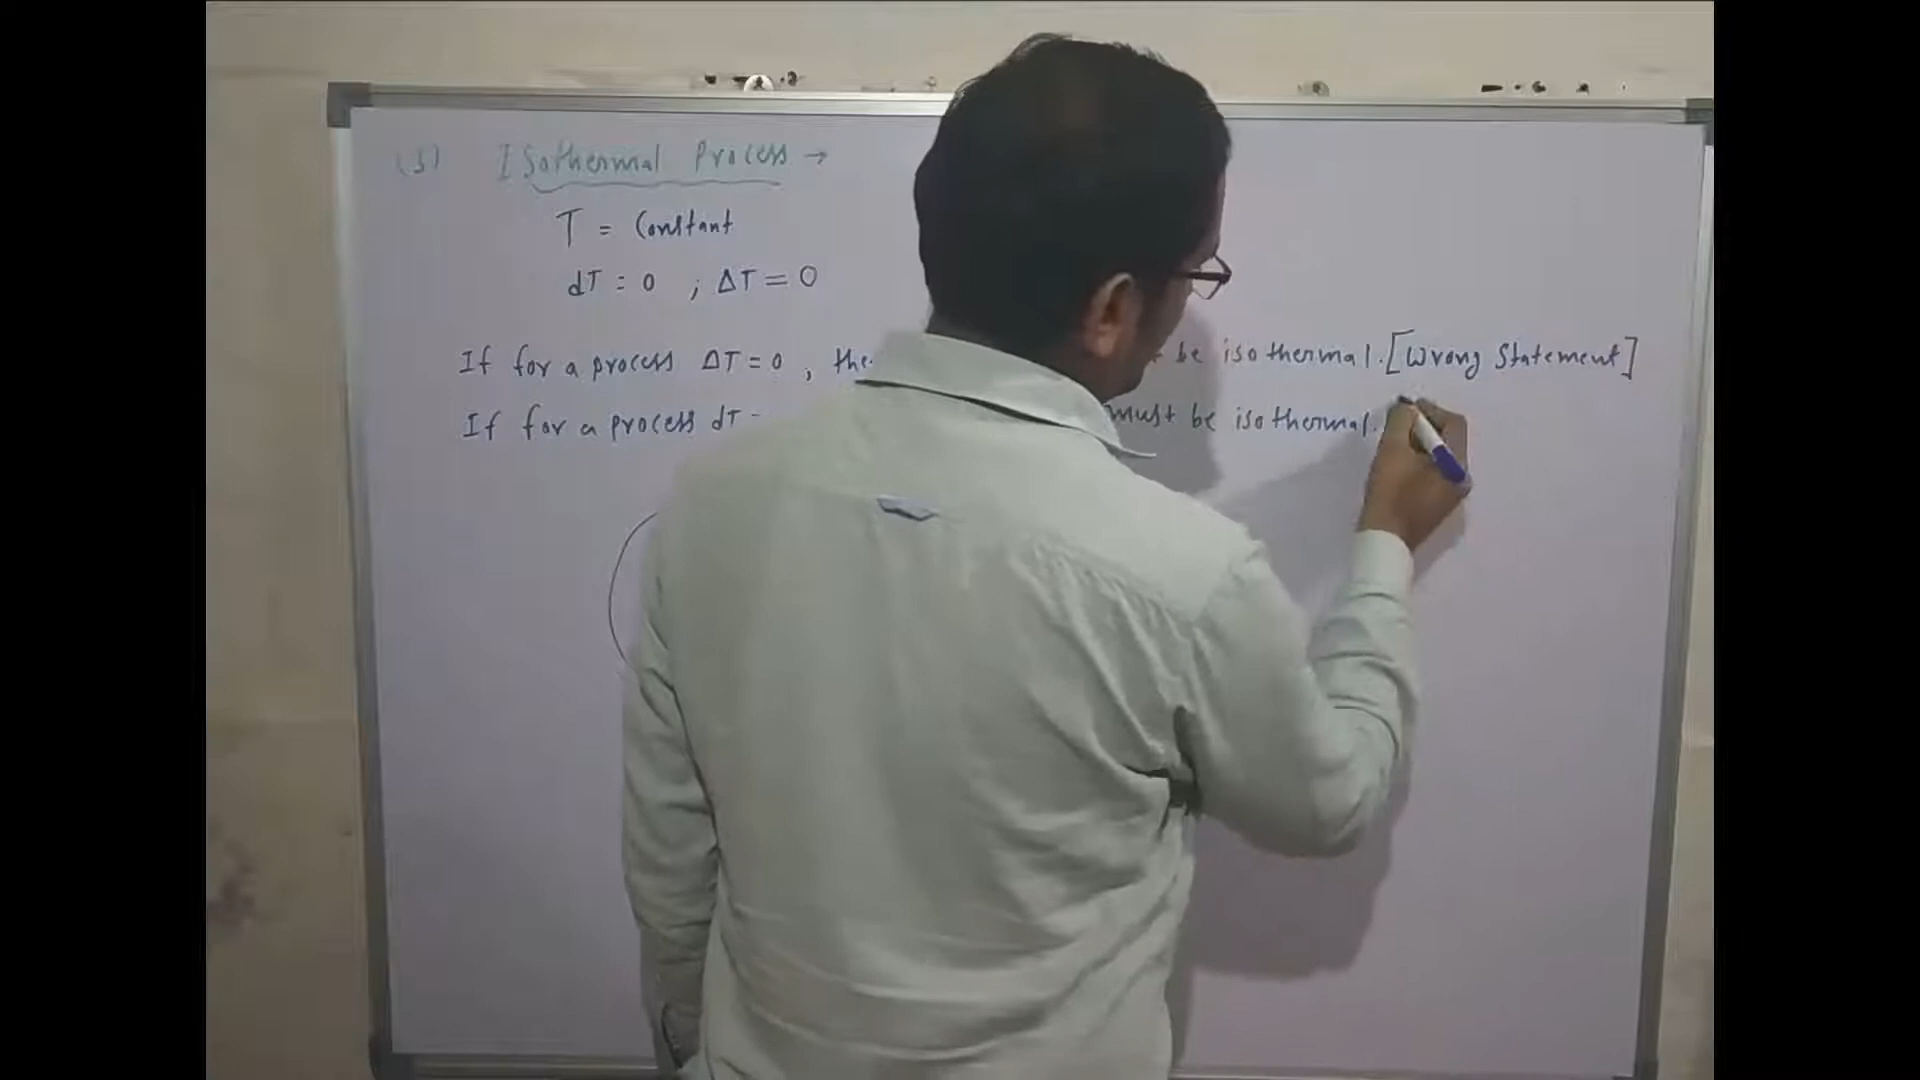 (3) Isothermal Process →
T = Constant
dT = 0 ; ΔT = 0
If for a process ΔT = 0 , the be isothermal. [Wrong Statement]
If for a process dT = must be isothermal.